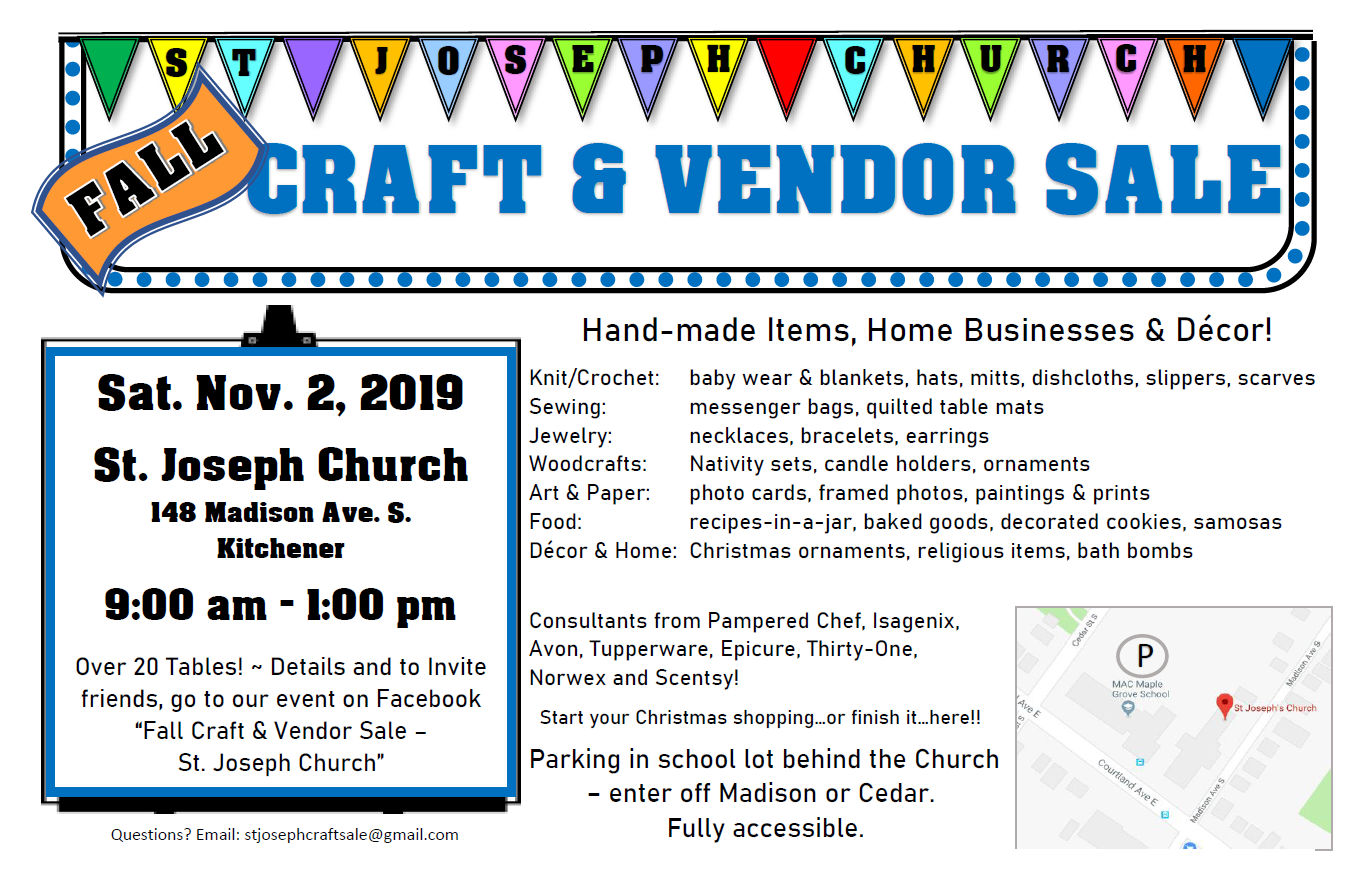 ST JOSEPH CHURCH
FALL
CRAFT & VENDOR SALE
Sat. Nov. 2, 2019
St. Joseph Church
148 Madison Ave. S.
Kitchener
9:00 am - 1:00 pm
Over 20 Tables! ~ Details and to Invite
friends, go to our event on Facebook
“Fall Craft & Vendor Sale –
St. Joseph Church”
Questions? Email: stjosephcraftsale@gmail.com
Hand-made Items, Home Businesses & Décor!
Knit/Crochet: baby wear & blankets, hats, mitts, dishcloths, slippers, scarves
Sewing: messenger bags, quilted table mats
Jewelry: necklaces, bracelets, earrings
Woodcrafts: Nativity sets, candle holders, ornaments
Art & Paper: photo cards, framed photos, paintings & prints
Food: recipes-in-a-jar, baked goods, decorated cookies, samosas
Décor & Home: Christmas ornaments, religious items, bath bombs
Consultants from Pampered Chef, Isagenix,
Avon, Tupperware, Epicure, Thirty-One,
Norwex and Scentsy!
Start your Christmas shopping…or finish it…here!!
Parking in school lot behind the Church
– enter off Madison or Cedar.
Fully accessible.
Cedar St S
P
MAC Maple
Grove School
Madison Ave S
St Joseph's Church
Ave E
Courtland Ave E
Madison Ave S